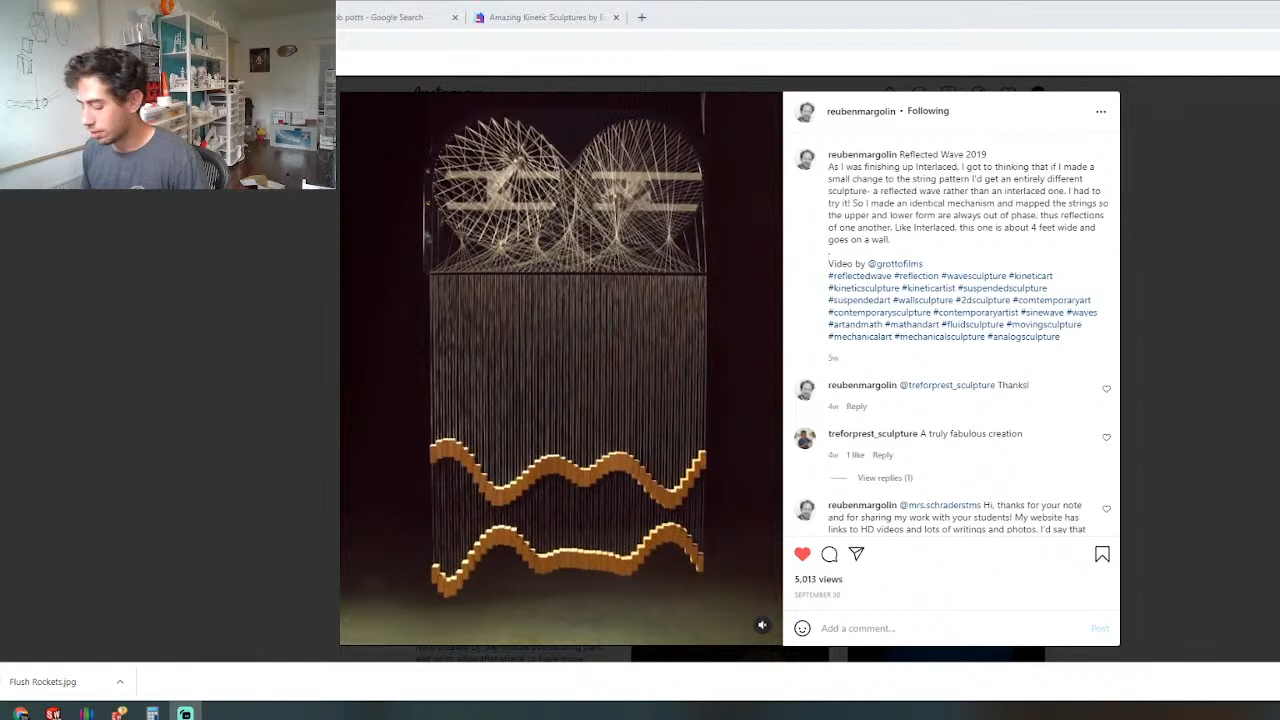 ob potts - Google Search
Amazing Kinetic Sculptures by B
reubenmargolin • Following
reubenmargolin Reflected Wave 2019
As I was finishing up Interlaced, I got to thinking that if I made a
small change to the string pattern I'd get an entirely different
sculpture- a reflected wave rather than an interlaced one. I had to
try it! So I made an identical mechanism and mapped the strings so
the upper and lower form are always out of phase, thus reflections
of one another. Like Interlaced, this one is about 4 feet wide and
goes on a wall.
.
Video by @grottofilms
#reflectedwave #reflection #wavesculpture #kineticart
#kineticsculpture #kineticartist #suspendedsculpture
#suspendedart #wallsculpture #2dsculpture #comtemporaryart
#contemporarysculpture #contemporaryartist #sinewave #waves
#artandmath #mathandart #fluidsculpture #movingsculpture
#mechanicalart #mechanicalsculpture #analogsculpture
5w
reubenmargolin @treforprest_sculpture Thanks!
4w Reply
treforprest_sculpture A truly fabulous creation
4w 1 like Reply
View replies (1)
reubenmargolin @mrs.schraderstms Hi, thanks for your note
and for sharing my work with your students! My website has
links to HD videos and lots of writings and photos. I'd say that
5,013 views
SEPTEMBER 30
Add a comment...
Post
Flush Rockets.jpg